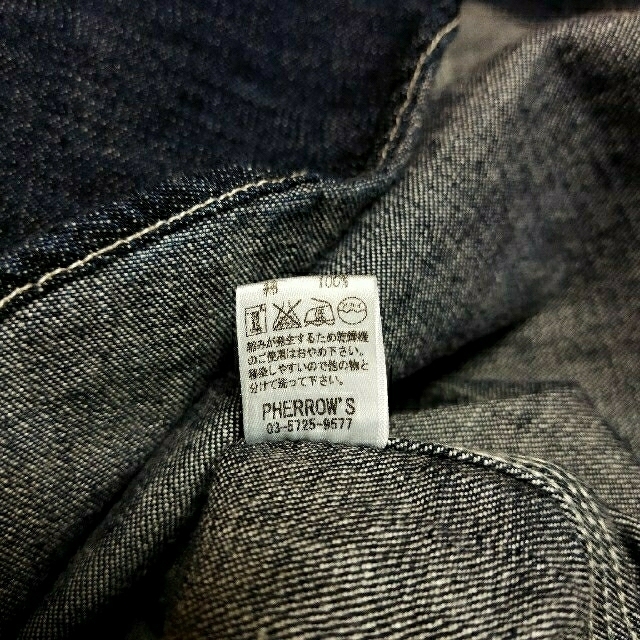 綿 100%
縮みが発生するため乾燥機
のご使用はおやめ下さい。
移染しやすいので他の物と
分けて洗って下さい。
PHERROW'S
03-5725-9577